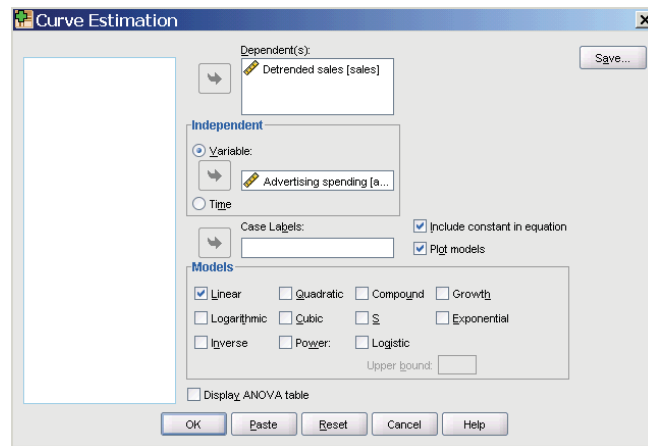 Curve Estimation
Dependent(s):
Detrended sales [sales]
Save...
Independent
Variable:
Advertising spending [a...
Time
Case Labels:
Include constant in equation
Plot models
Models
Linear Quadratic Compound Growth
Logarithmic Cubic S Exponential
Inverse Power: Logistic
Upper bound:
Display ANOVA table
OK Paste Reset Cancel Help